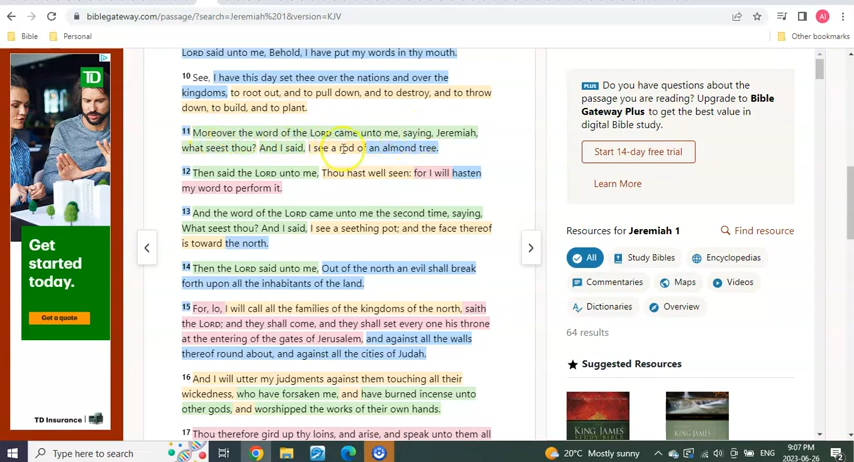 biblegateway.com/passage/?search=Jeremiah%201&version=KJV
AI
Bible
Personal
Other bookmarks
TD
Get
started
today.
Get a quote
TD Insurance
LORD said unto me, Behold, I have put my words in thy mouth.
10 See, I have this day set thee over the nations and over the
kingdoms, to root out, and to pull down, and to destroy, and to throw
down, to build, and to plant.
11 Moreover the word of the LORD came unto me, saying, Jeremiah,
what seest thou? And I said, I see a rod of an almond tree.
12 Then said the LORD unto me, Thou hast well seen: for I will hasten
my word to perform it.
13 And the word of the LORD came unto me the second time, saying,
What seest thou? And I said, I see a seething pot; and the face thereof
is toward the north.
14 Then the LORD said unto me, Out of the north an evil shall break
forth upon all the inhabitants of the land.
15 For, lo, I will call all the families of the kingdoms of the north, saith
the LORD; and they shall come, and they shall set every one his throne
at the entering of the gates of Jerusalem, and against all the walls
thereof round about, and against all the cities of Judah.
16 And I will utter my judgments against them touching all their
wickedness, who have forsaken me, and have burned incense unto
other gods, and worshipped the works of their own hands.
17 Thou therefore gird up thy loins, and arise, and speak unto them all
PLUS Do you have questions about the
passage you are reading? Upgrade to Bible
Gateway Plus to get the best value in
digital Bible study.
Start 14-day free trial
Learn More
Resources for Jeremiah 1
Find resource
All
Study Bibles
Encyclopedias
Commentaries
Maps
Videos
Dictionaries
Overview
64 results
Suggested Resources
KING JAMES
KING JAMES
STUDY BIBLE
Type here to search
20°C Mostly sunny
ENG
9:07 PM
2023-06-26
2